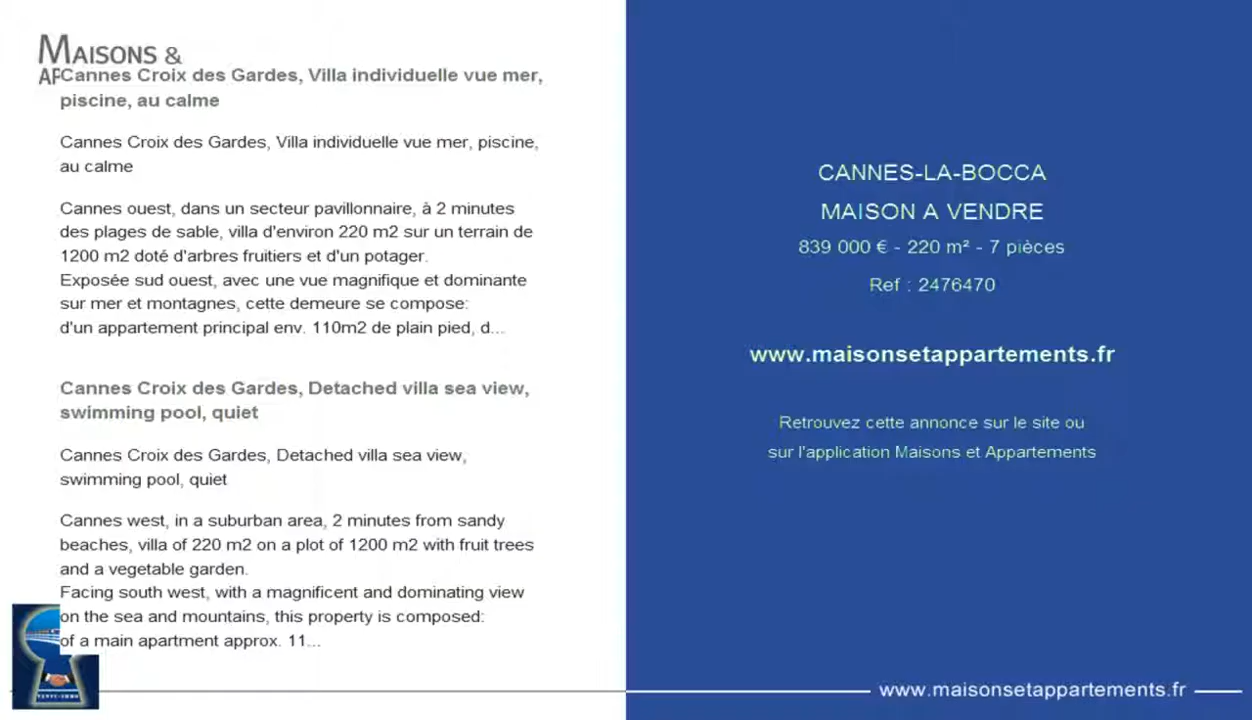 MAISONS &
AP
Cannes Croix des Gardes, Villa individuelle vue mer,
piscine, au calme
Cannes Croix des Gardes, Villa individuelle vue mer, piscine,
au calme
Cannes ouest, dans un secteur pavillonnaire, à 2 minutes
des plages de sable, villa d'environ 220 m2 sur un terrain de
1200 m2 doté d'arbres fruitiers et d'un potager.
Exposée sud ouest, avec une vue magnifique et dominante
sur mer et montagnes, cette demeure se compose:
d'un appartement principal env. 110m2 de plain pied, d...
Cannes Croix des Gardes, Detached villa sea view,
swimming pool, quiet
Cannes Croix des Gardes, Detached villa sea view,
swimming pool, quiet
Cannes west, in a suburban area, 2 minutes from sandy
beaches, villa of 220 m2 on a plot of 1200 m2 with fruit trees
and a vegetable garden.
Facing south west, with a magnificent and dominating view
on the sea and mountains, this property is composed:
of a main apartment approx. 11...
CANNES-LA-BOCCA
MAISON A VENDRE
839 000 € - 220 m² - 7 pièces
Ref : 2476470
www.maisonsetappartements.fr
Retrouvez cette annonce sur le site ou
sur l'application Maisons et Appartements
www.maisonsetappartements.fr